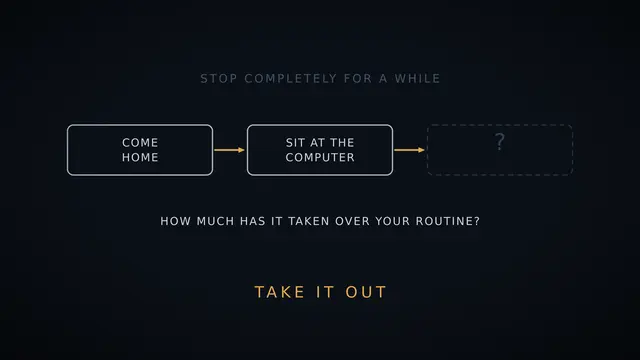 STOP COMPLETELY FOR A WHILE
COME
HOME
SIT AT THE
COMPUTER
?
HOW MUCH HAS IT TAKEN OVER YOUR ROUTINE?
TAKE IT OUT